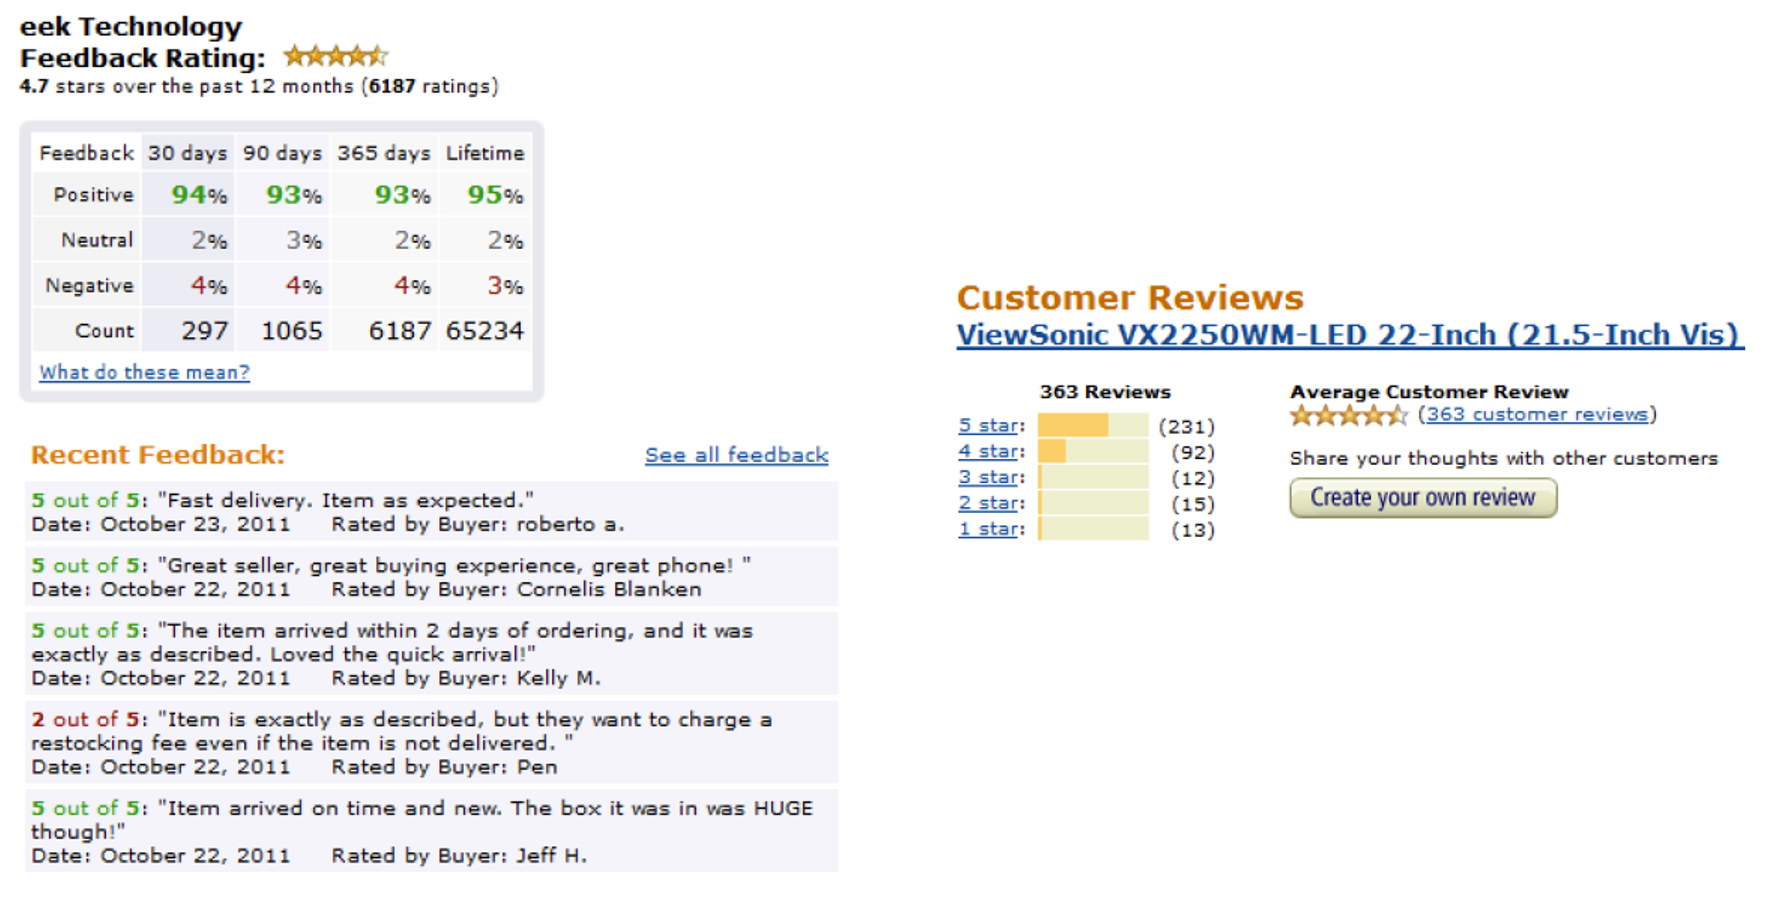 eek Technology
Feedback Rating:
4.7 stars over the past 12 months (6187 ratings)
Feedback 30 days 90 days 365 days Lifetime
Positive 94% 93% 93% 95%
Neutral 2% 3% 2% 2%
Negative 4% 4% 4% 3%
Count 297 1065 6187 65234
What do these mean?
Recent Feedback: See all feedback
5 out of 5: "Fast delivery. Item as expected."
Date: October 23, 2011 Rated by Buyer: roberto a.
5 out of 5: "Great seller, great buying experience, great phone! "
Date: October 22, 2011 Rated by Buyer: Cornelis Blanken
5 out of 5: "The item arrived within 2 days of ordering, and it was
exactly as described. Loved the quick arrival!"
Date: October 22, 2011 Rated by Buyer: Kelly M.
2 out of 5: "Item is exactly as described, but they want to charge a
restocking fee even if the item is not delivered. "
Date: October 22, 2011 Rated by Buyer: Pen
5 out of 5: "Item arrived on time and new. The box it was in was HUGE
though!"
Date: October 22, 2011 Rated by Buyer: Jeff H.
Customer Reviews
ViewSonic VX2250WM-LED 22-Inch (21.5-Inch Vis)
363 Reviews
5 star: (231)
4 star: (92)
3 star: (12)
2 star: (15)
1 star: (13)
Average Customer Review
(363 customer reviews)
Share your thoughts with other customers
Create your own review